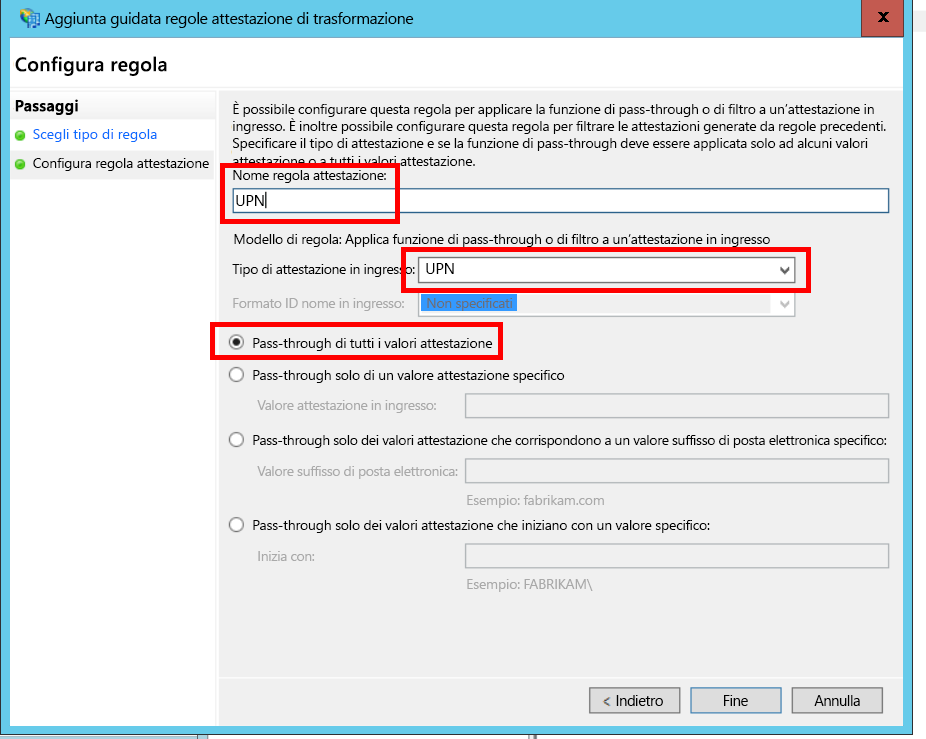 Aggiunta guidata regole attestazione di trasformazione
x
Configura regola
Passaggi
Scegli tipo di regola
Configura regola attestazione
È possibile configurare questa regola per applicare la funzione di pass-through o di filtro a un'attestazione in
ingresso. È inoltre possibile configurare questa regola per filtrare le attestazioni generate da regole precedenti.
Specificare il tipo di attestazione e se la funzione di pass-through deve essere applicata solo ad alcuni valori
attestazione o a tutti i valori attestazione.
Nome regola attestazione:
UPN
Modello di regola: Applica funzione di pass-through o di filtro a un'attestazione in ingresso
Tipo di attestazione in ingresso: UPN
Formato ID nome in ingresso: Non specificati
Pass-through di tutti i valori attestazione
Pass-through solo di un valore attestazione specifico
Valore attestazione in ingresso:
Pass-through solo dei valori attestazione che corrispondono a un valore suffisso di posta elettronica specifico:
Valore suffisso di posta elettronica:
Esempio: fabrikam.com
Pass-through solo dei valori attestazione che iniziano con un valore specifico:
Inizia con:
Esempio: FABRIKAM\
< Indietro Fine Annulla